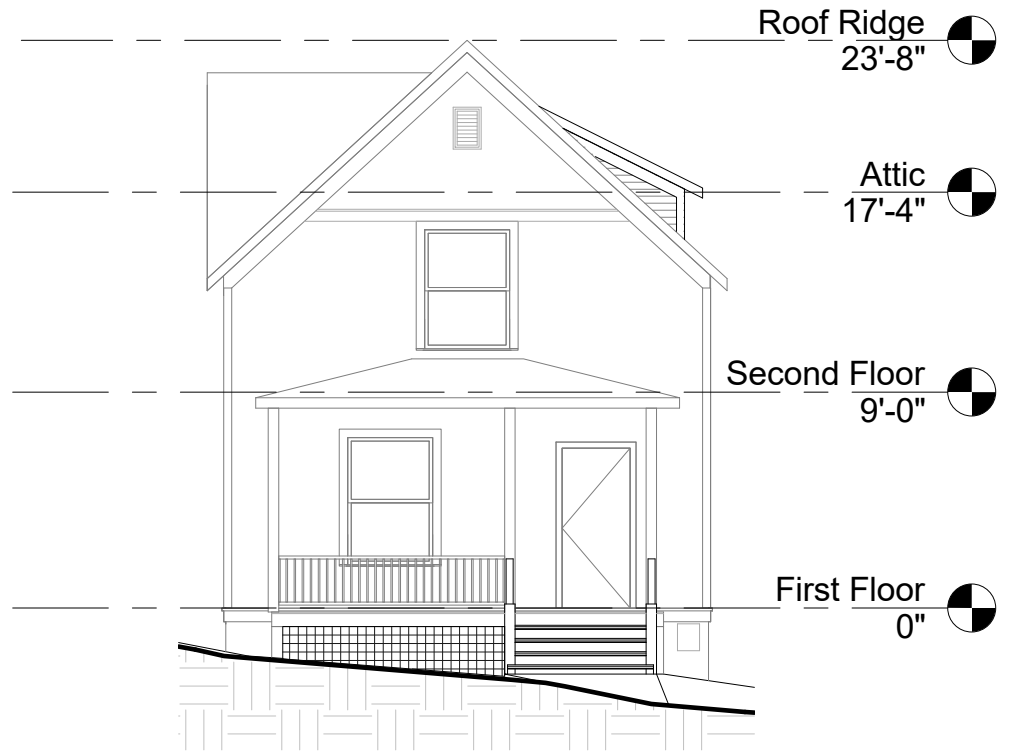 Roof Ridge
23'-8"
Attic
17'-4"
Second Floor
9'-0"
First Floor
0"